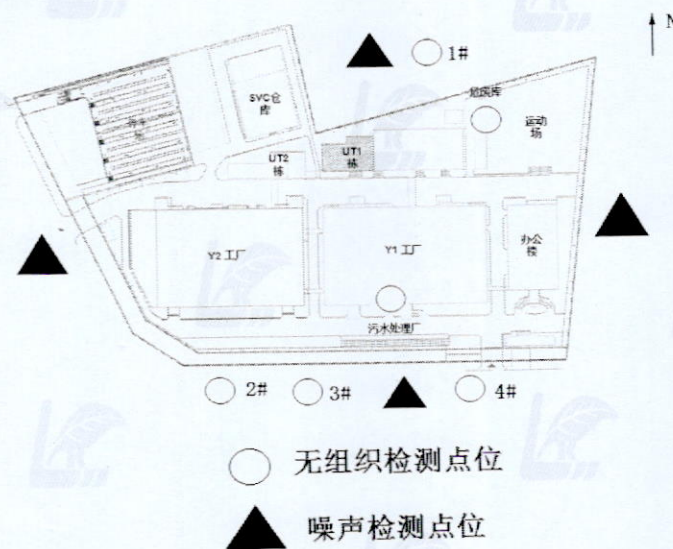 N
1#
SVC仓
库
危废库
运动
场
UT2
栋
UT1
栋
Y2 工厂
Y1 工厂
办公
楼
污水处理厂
2#
3#
4#
无组织检测点位
噪声检测点位